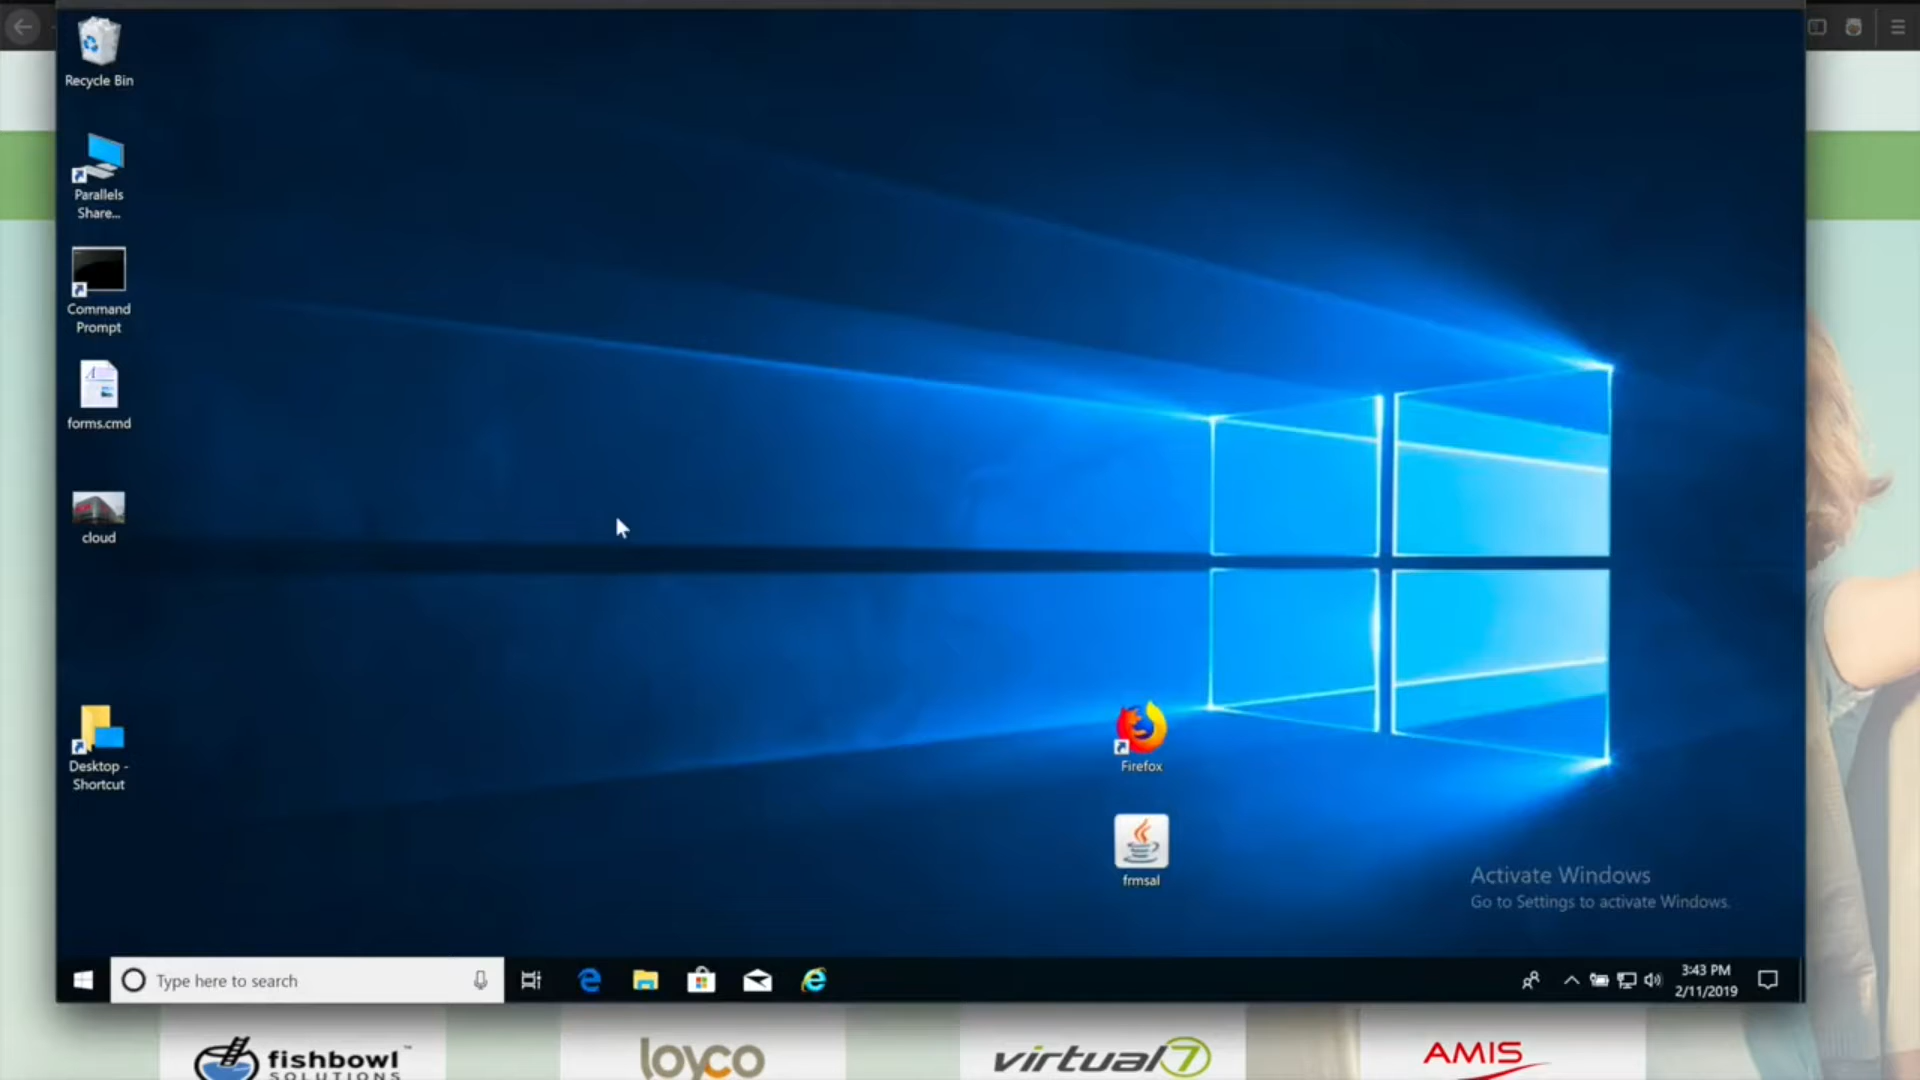 Recycle Bin
Parallels
Share...
Command
Prompt
forms.cmd
cloud
Desktop -
Shortcut
Firefox
frmsal
Activate Windows
Go to Settings to activate Windows.
Type here to search
3:43 PM
2/11/2019
fishbowl™
SOLUTIONS
loyco
virtual7
AMIS